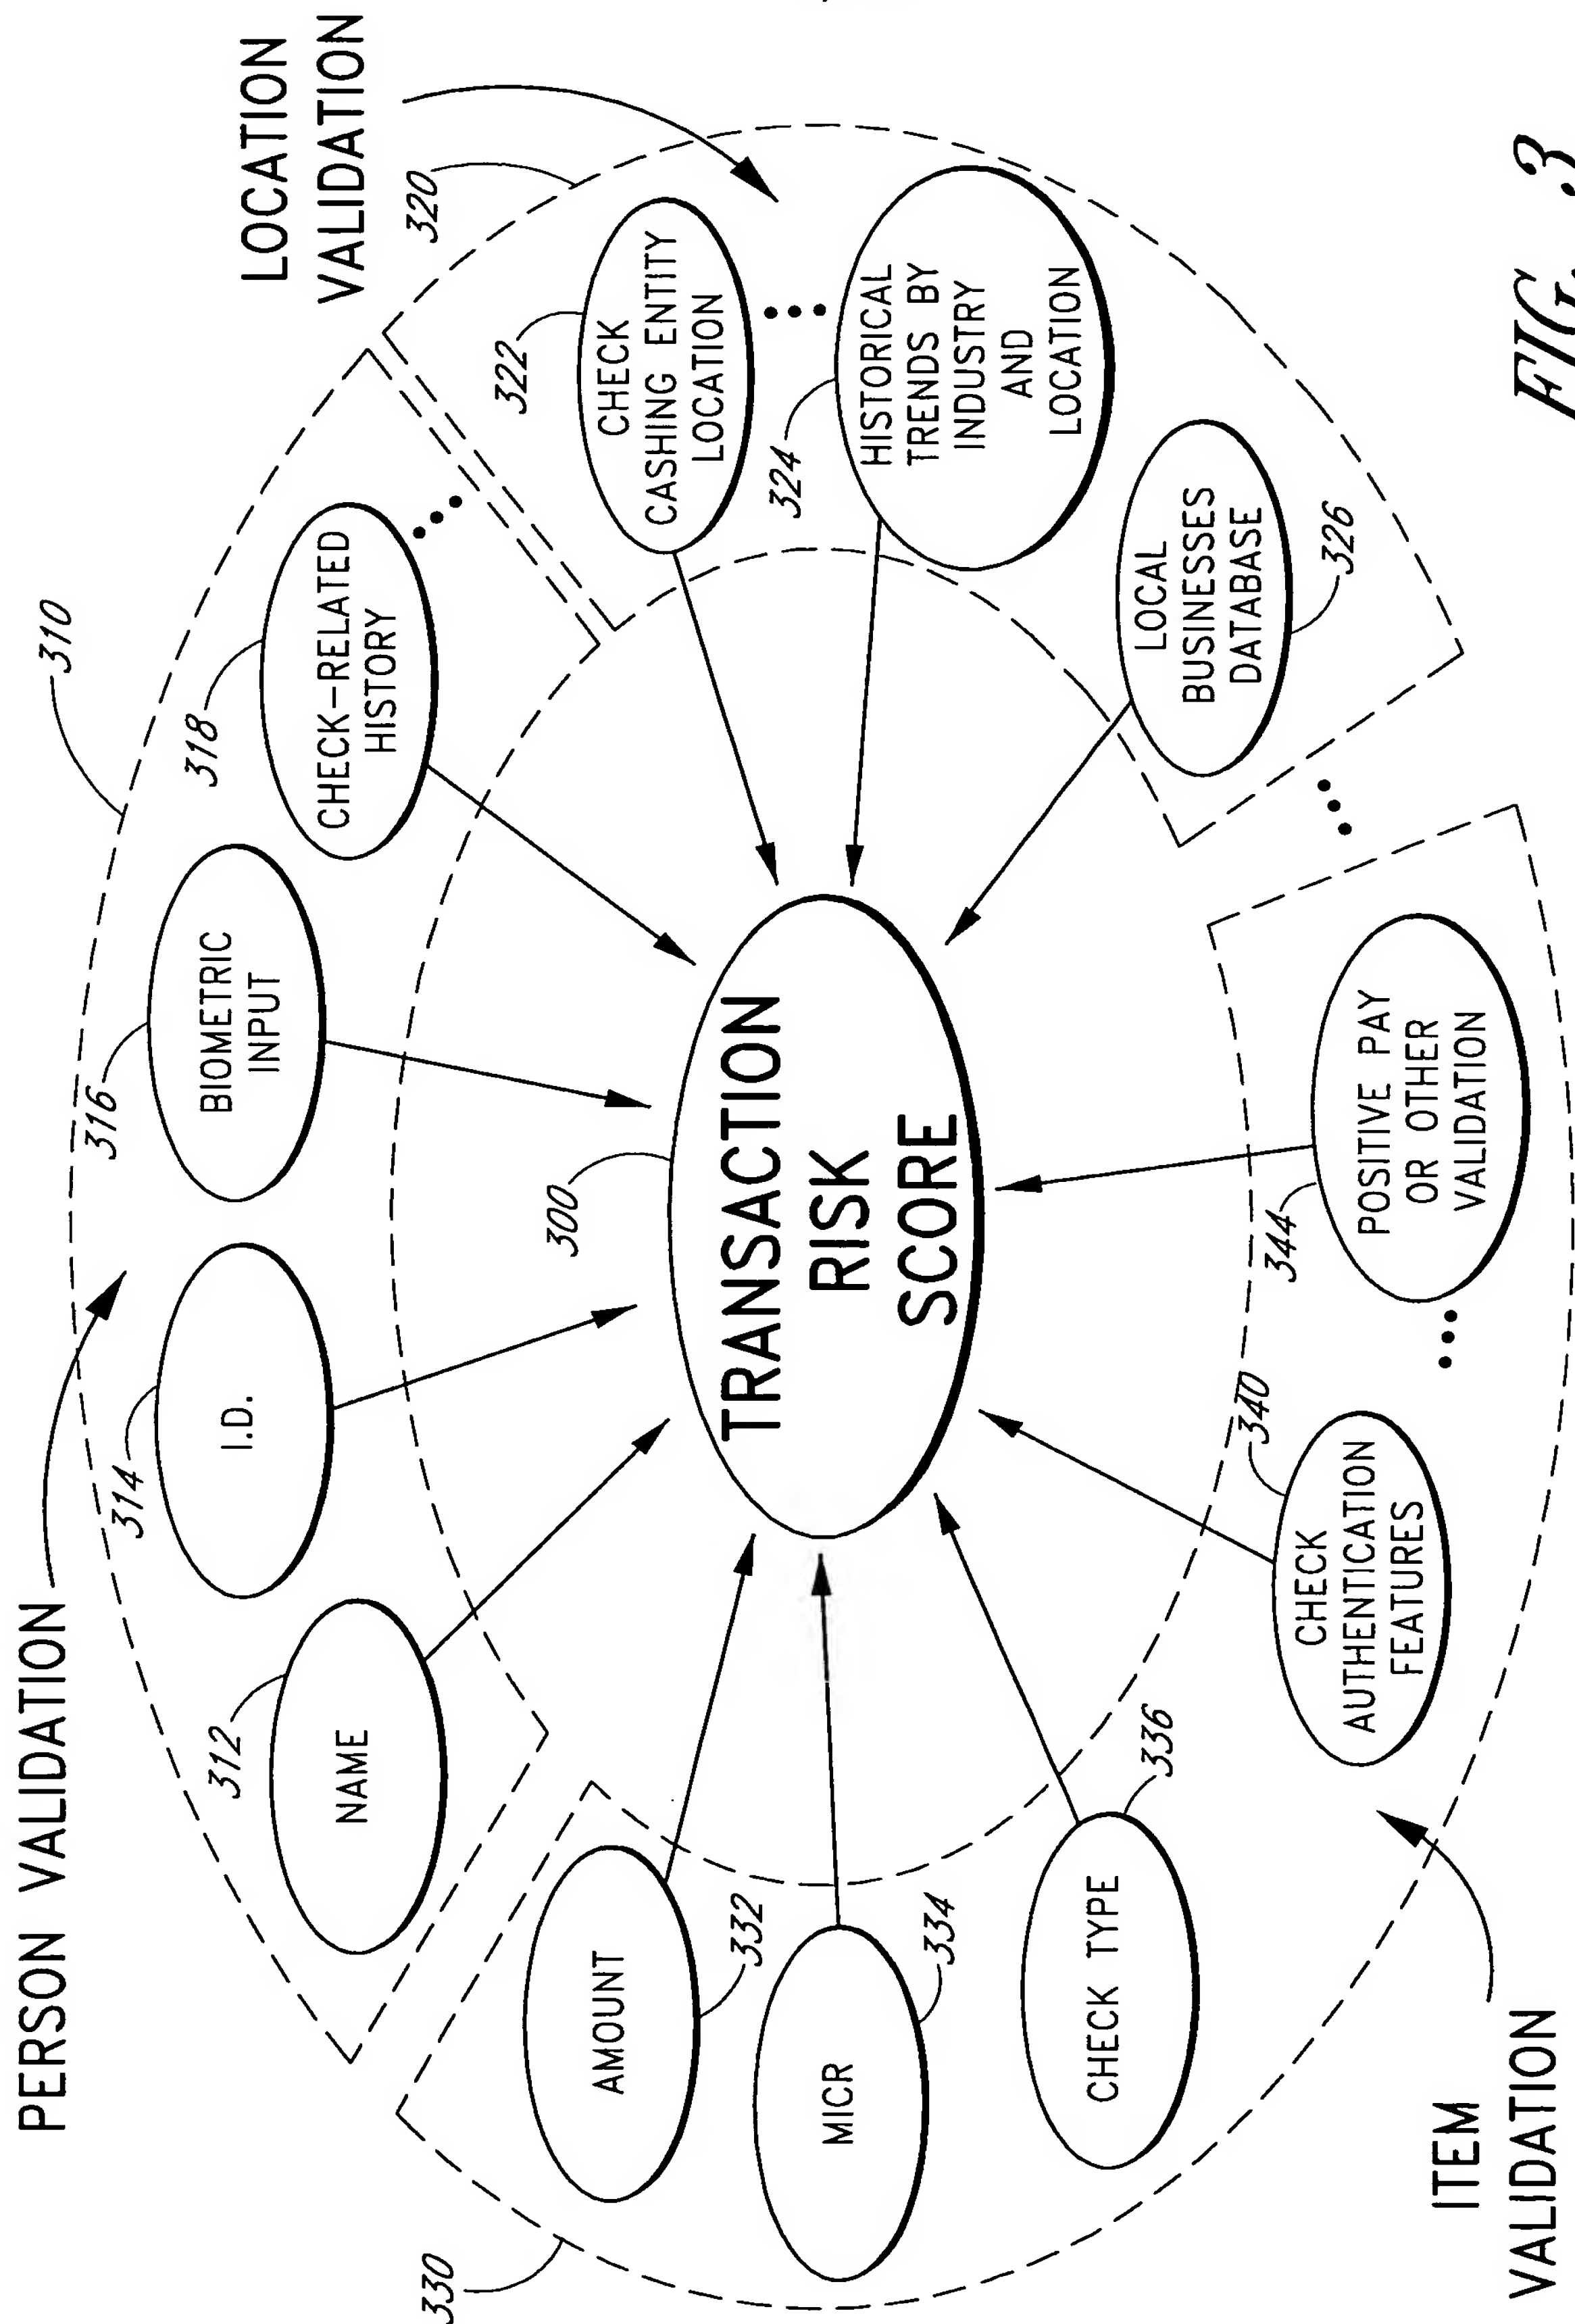 PERSON VALIDATION
310
LOCATION
VALIDATION
320
312
NAME
314
I.D.
316
BIOMETRIC
INPUT
318
CHECK-RELATED
HISTORY
322
CHECK
CASHING ENTITY
LOCATION
324
HISTORICAL
TRENDS BY
INDUSTRY
AND
LOCATION
LOCAL
BUSINESSES
DATABASE
326
300
TRANSACTION
RISK
SCORE
330
AMOUNT
332
MICR
334
CHECK TYPE
336
340
CHECK
AUTHENTICATION
FEATURES
344
POSITIVE PAY
OR OTHER
VALIDATION
ITEM
VALIDATION
FIG. 3